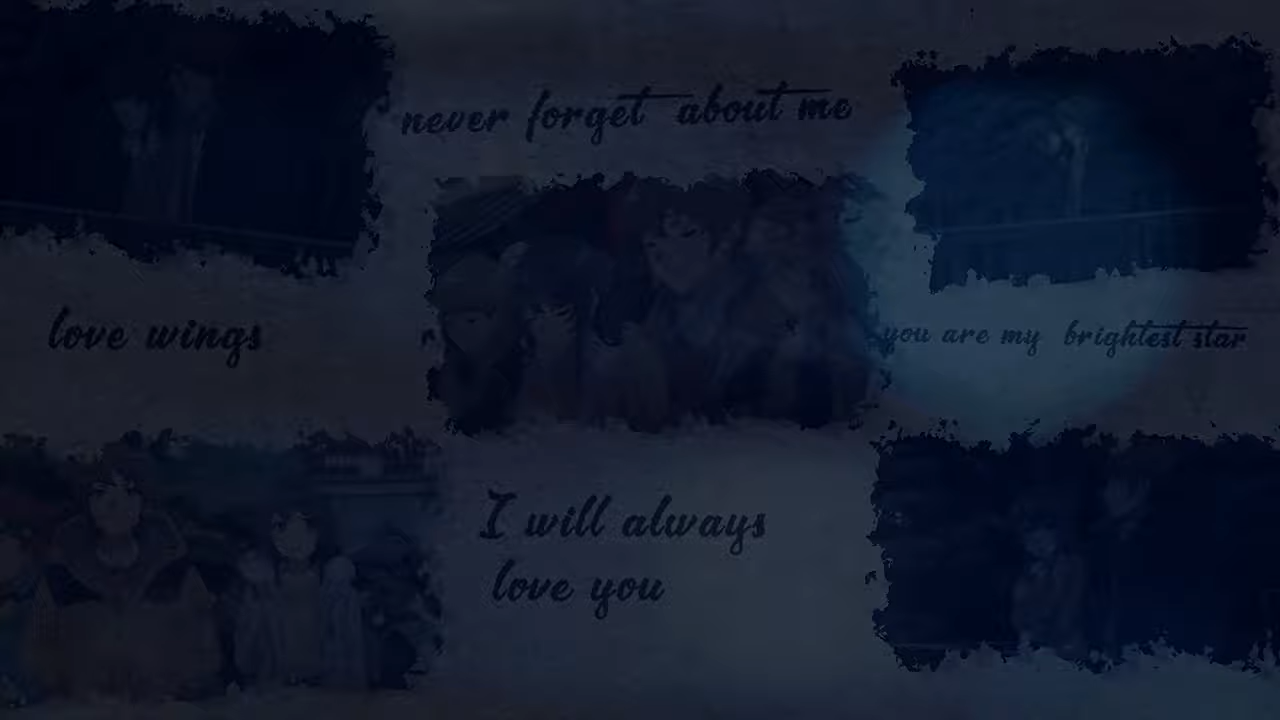 never forget about me
love wings
you are my brightest star
I will always
love you